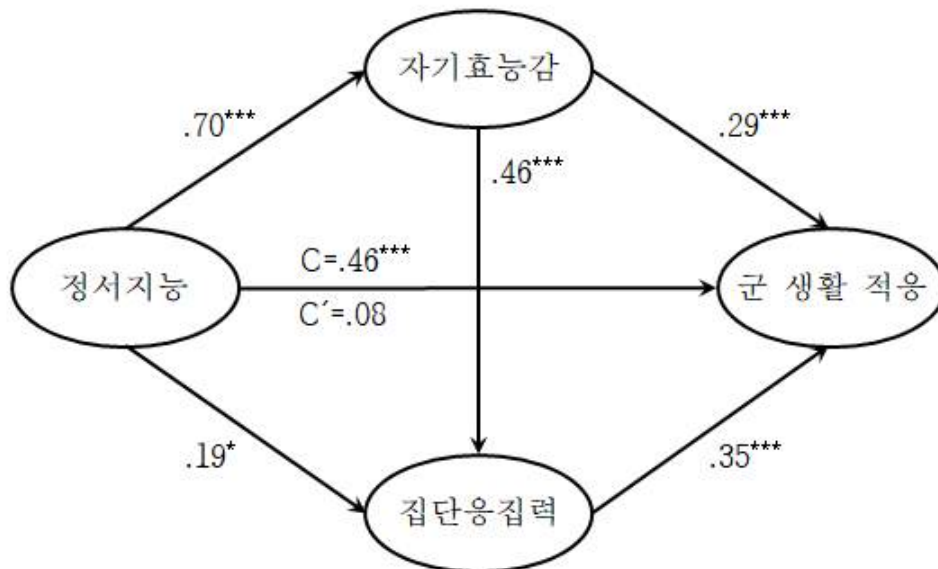 자기효능감
.70***
.29***
.46***
C=.46***
정서지능
군 생활 적응
C´=.08
.19*
.35***
집단응집력